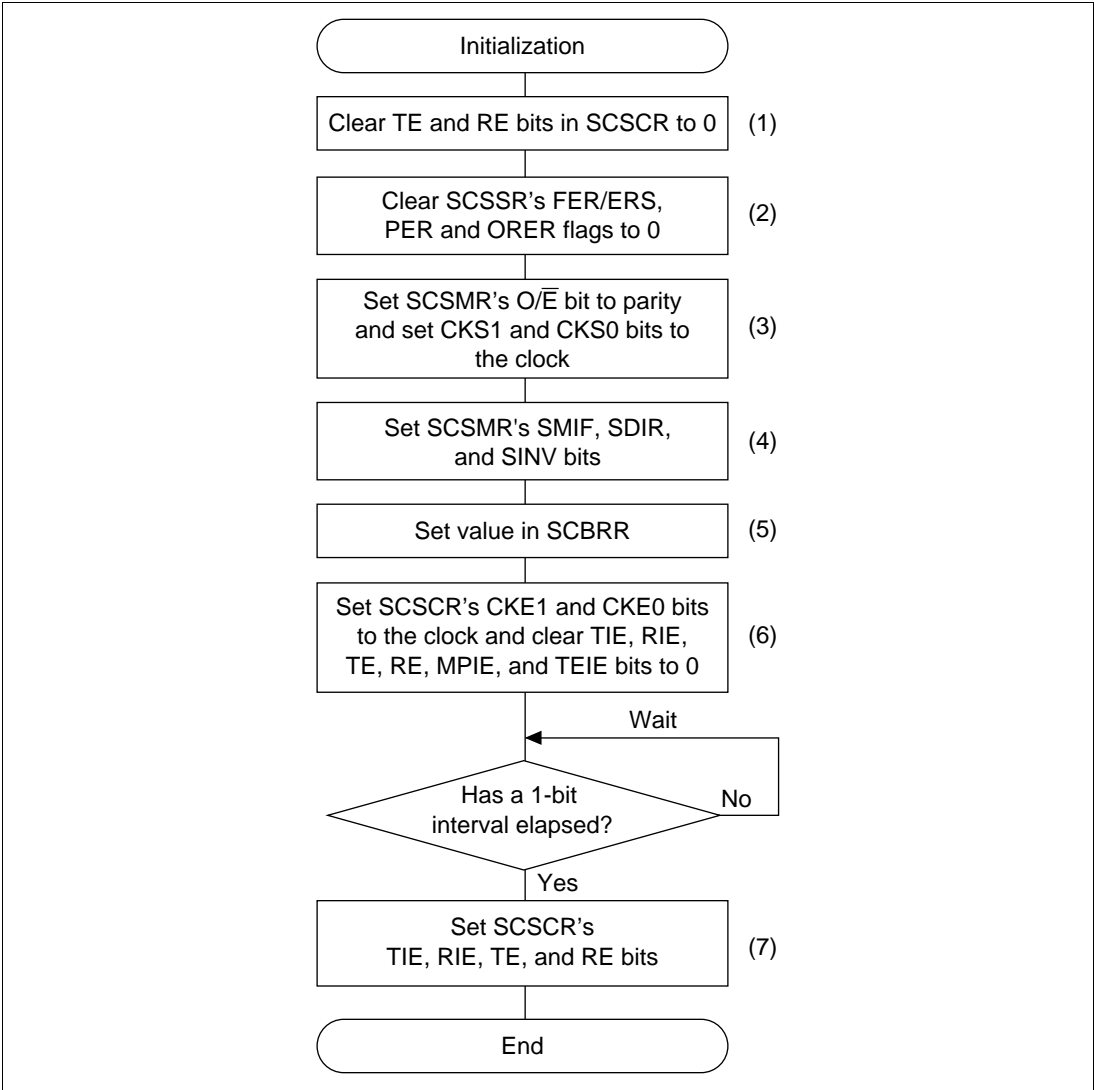 Initialization
Clear TE and RE bits in SCSCR to 0
(1)
Clear SCSSR’s FER/ERS,
PER and ORER flags to 0
(2)
Set SCSMR’s O/E̅ bit to parity
and set CKS1 and CKS0 bits to
the clock
(3)
Set SCSMR's SMIF, SDIR,
and SINV bits
(4)
Set value in SCBRR
(5)
Set SCSCR’s CKE1 and CKE0 bits
to the clock and clear TIE, RIE,
TE, RE, MPIE, and TEIE bits to 0
(6)
Wait
Has a 1-bit
interval elapsed?
No
Yes
Set SCSCR’s
TIE, RIE, TE, and RE bits
(7)
End